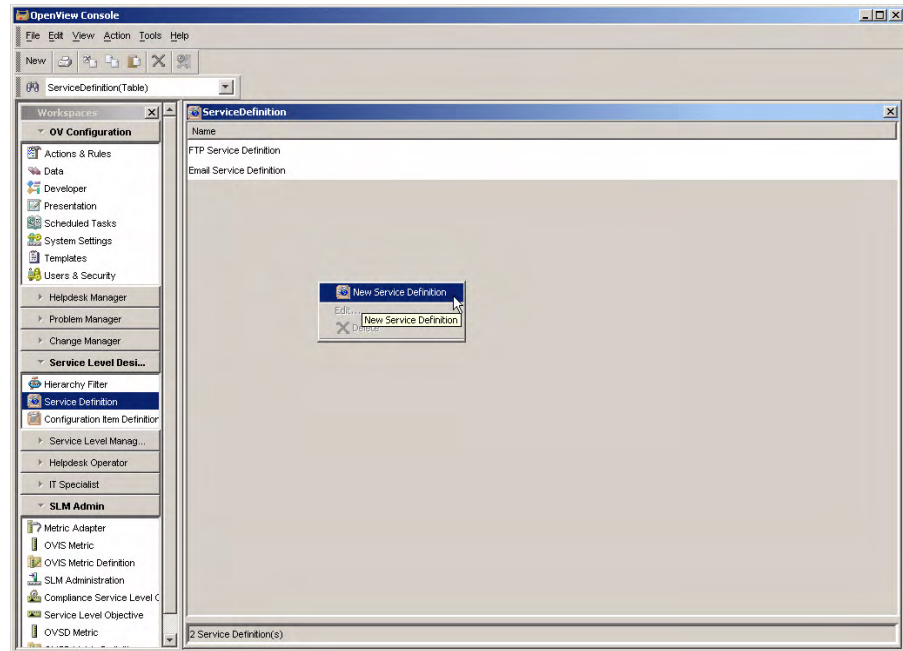 OpenView Console
File Edit View Action Tools Help
New
ServiceDefinition(Table)
Workspaces
OV Configuration
Actions & Rules
Data
Developer
Presentation
Scheduled Tasks
System Settings
Templates
Users & Security
Helpdesk Manager
Problem Manager
Change Manager
Service Level Desi...
Hierarchy Filter
Service Definition
Configuration Item Definition
Service Level Manag...
Helpdesk Operator
IT Specialist
SLM Admin
Metric Adapter
OVIS Metric
OVIS Metric Definition
SLM Administration
Compliance Service Level
Service Level Objective
OVSD Metric
ServiceDefinition
Name
FTP Service Definition
Email Service Definition
New Service Definition
Edit...
New Service Definition
Delete
2 Service Definition(s)